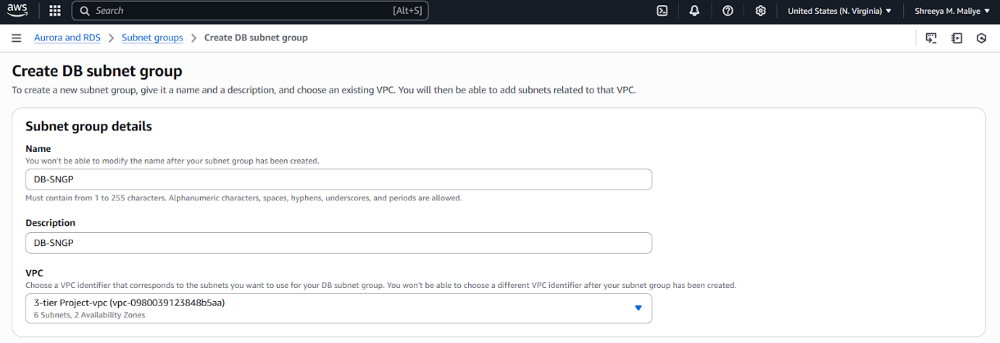 aws
Search [Alt+S]
United States (N. Virginia)
Shreeya M. Maliye
Aurora and RDS > Subnet groups > Create DB subnet group
Create DB subnet group
To create a new subnet group, give it a name and a description, and choose an existing VPC. You will then be able to add subnets related to that VPC.
Subnet group details
Name
You won't be able to modify the name after your subnet group has been created.
DB-SNGP
Must contain from 1 to 255 characters. Alphanumeric characters, spaces, hyphens, underscores, and periods are allowed.
Description
DB-SNGP
VPC
Choose a VPC identifier that corresponds to the subnets you want to use for your DB subnet group. You won't be able to choose a different VPC identifier after your subnet group has been created.
3-tier Project-vpc (vpc-0980039123848b5aa)
6 Subnets, 2 Availability Zones